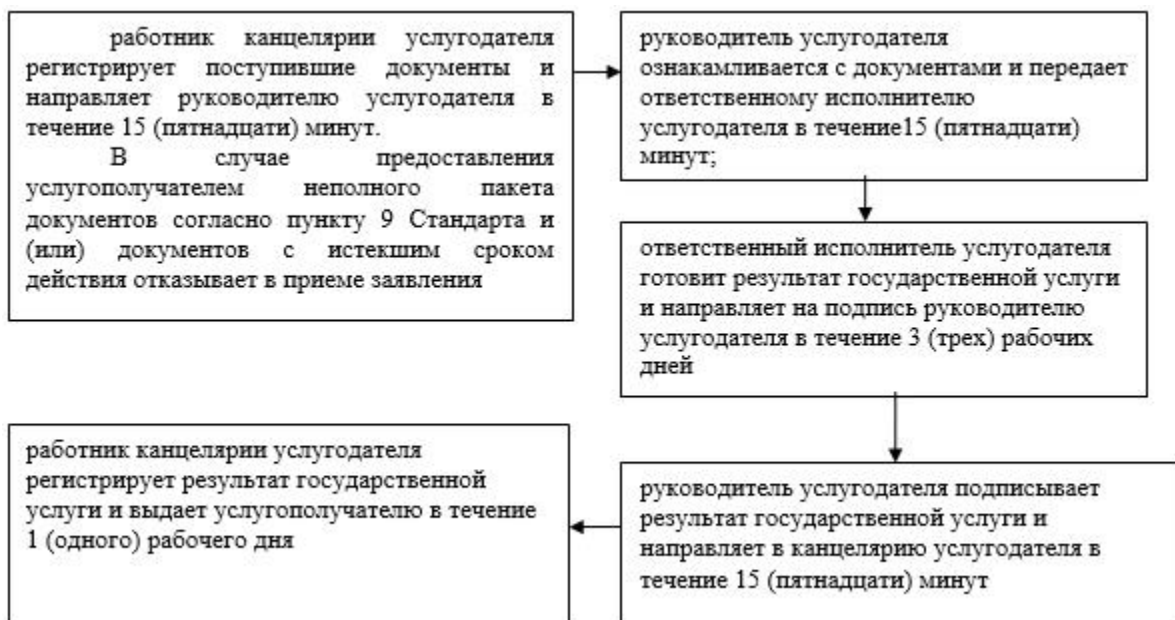 работник канцелярии услугодателя
регистрирует поступившие документы и
направляет руководителю услугодателя в
течение 15 (пятнадцати) минут.
В случае предоставления
услугополучателем неполного пакета
документов согласно пункту 9 Стандарта и
(или) документов с истекшим сроком
действия отказывает в приеме заявления
руководитель услугодателя
ознакамливается с документами и передает
ответственному исполнителю
услугодателя в течение15 (пятнадцати)
минут;
ответственный исполнитель услугодателя
готовит результат государственной услуги
и направляет на подпись руководителю
услугодателя в течение 3 (трех) рабочих
дней
руководитель услугодателя подписывает
результат государственной услуги и
направляет в канцелярию услугодателя в
течение 15 (пятнадцати) минут
работник канцелярии услугодателя
регистрирует результат государственной
услуги и выдает услугополучателю в течение
1 (одного) рабочего дня